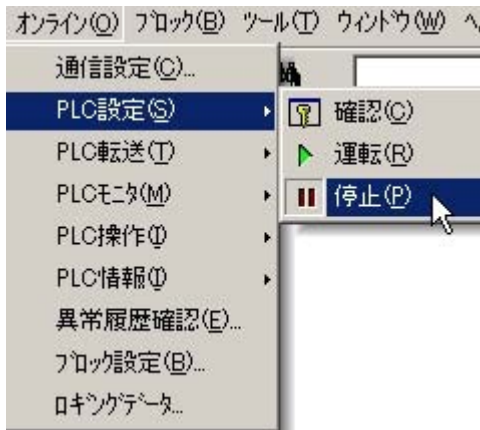 オンライン(O) ブロック(B) ツール(T) ウィンドウ(W) ヘ
通信設定(C)...
PLC設定(S)
確認(C)
PLC転送(T)
運転(R)
PLCモニタ(M)
停止(P)
PLC操作(I)
PLC情報(I)
異常履歴確認(E)...
ブロック設定(B)...
ロギングデータ...